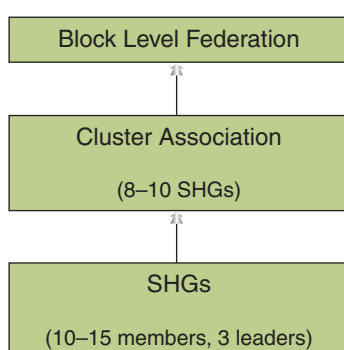 Block Level Federation
Cluster Association
(8–10 SHGs)
SHGs
(10–15 members, 3 leaders)